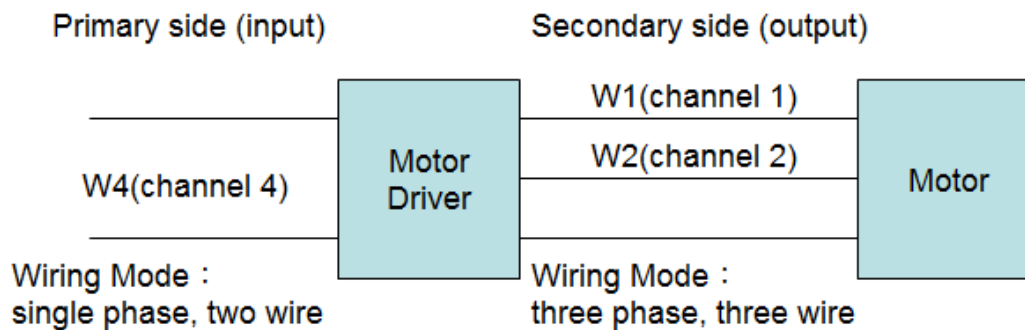 Primary side (input)
Secondary side (output)
W1(channel 1)
W2(channel 2)
W4(channel 4)
Motor
Driver
Motor
Wiring Mode：
single phase, two wire
Wiring Mode：
three phase, three wire